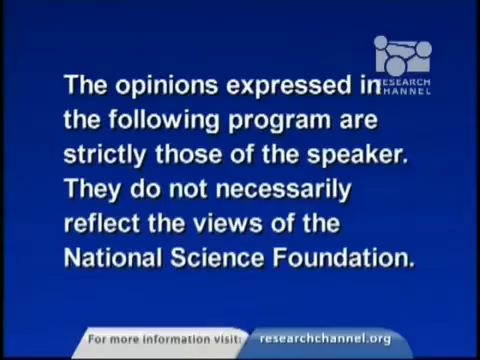 RESEARCH
CHANNEL
The opinions expressed in
the following program are
strictly those of the speaker.
They do not necessarily
reflect the views of the
National Science Foundation.
For more information visit: researchchannel.org